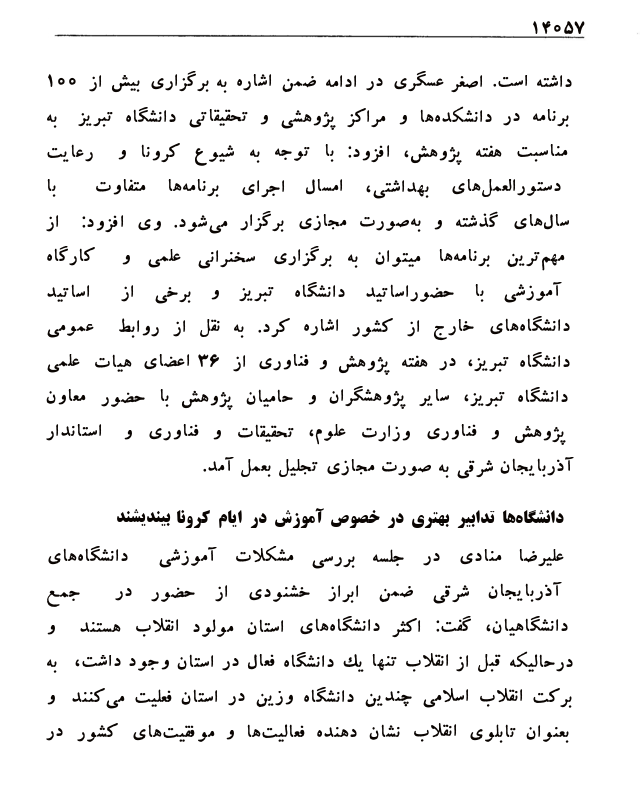 ۱۴۰۵۷
داشته است. اصغر عسگری در ادامه ضمن اشاره به برگزاری بیش از ۱۰۰
برنامه در دانشکده‌ها و مراکز پژوهشی و تحقیقاتی دانشگاه تبریز به
مناسبت هفته پژوهش، افزود: با توجه به شیوع کرونا و رعایت
دستورالعمل‌های بهداشتی، امسال اجرای برنامه‌ها متفاوت با
سال‌های گذشته و به‌صورت مجازی برگزار می‌شود. وی افزود: از
مهم‌ترین برنامه‌ها میتوان به برگزاری سخنرانی علمی و کارگاه
آموزشی با حضوراساتید دانشگاه تبریز و برخی از اساتید
دانشگاه‌های خارج از کشور اشاره کرد. به نقل از روابط عمومی
دانشگاه تبریز، در هفته پژوهش و فناوری از ۳۶ اعضای هیات علمی
دانشگاه تبریز، سایر پژوهشگران و حامیان پژوهش با حضور معاون
پژوهش و فناوری وزارت علوم، تحقیقات و فناوری و استاندار
آذربایجان شرقی به صورت مجازی تجلیل بعمل آمد.
دانشگاه‌ها تدابیر بهتری در خصوص آموزش در ایام کرونا بیندیشند
علیرضا منادی در جلسه بررسی مشکلات آموزشی دانشگاه‌های
آذربایجان شرقی ضمن ابراز خشنودی از حضور در جمع
دانشگاهیان، گفت: اکثر دانشگاه‌های استان مولود انقلاب هستند و
درحالیکه قبل از انقلاب تنها یك دانشگاه فعال در استان وجود داشت، به
برکت انقلاب اسلامی چندین دانشگاه وزین در استان فعلیت می‌کنند و
بعنوان تابلوی انقلاب نشان دهنده فعالیت‌ها و موفقیت‌های کشور در